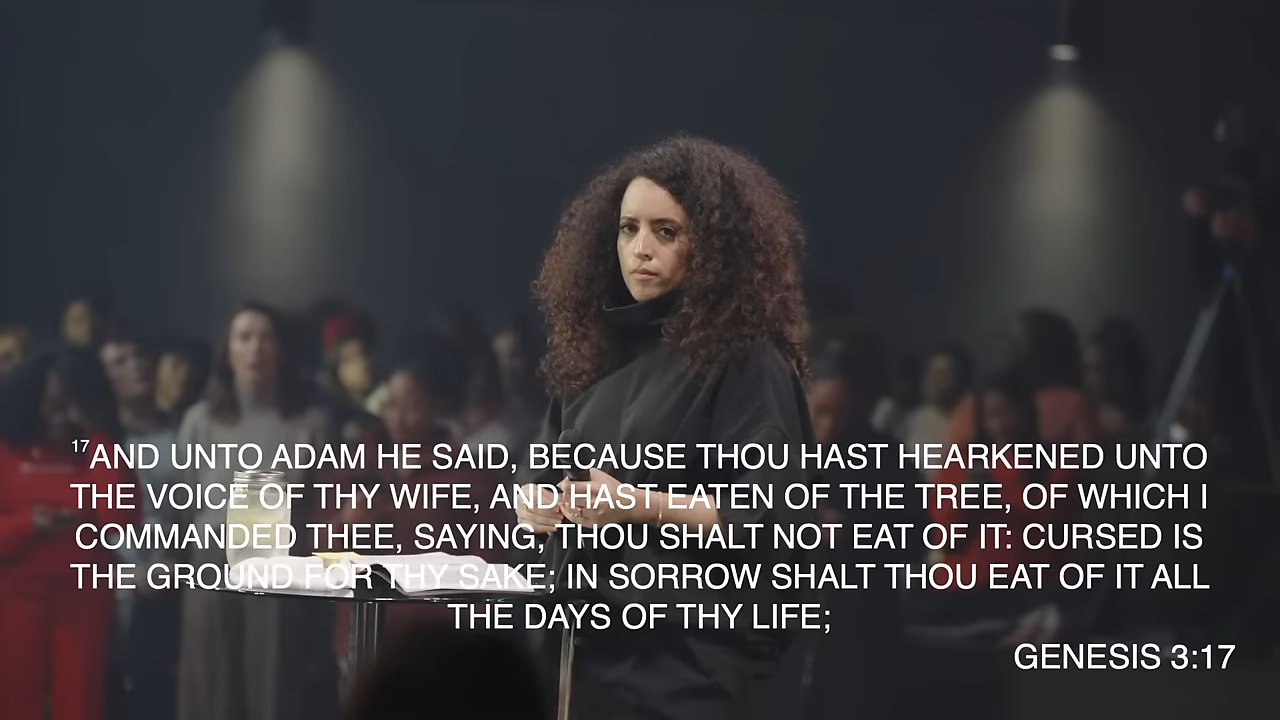 17AND UNTO ADAM HE SAID, BECAUSE THOU HAST HEARKENED UNTO
THE VOICE OF THY WIFE, AND HAST EATEN OF THE TREE, OF WHICH I
COMMANDED THEE, SAYING, THOU SHALT NOT EAT OF IT: CURSED IS
THE GROUND FOR THY SAKE; IN SORROW SHALT THOU EAT OF IT ALL
THE DAYS OF THY LIFE;
GENESIS 3:17